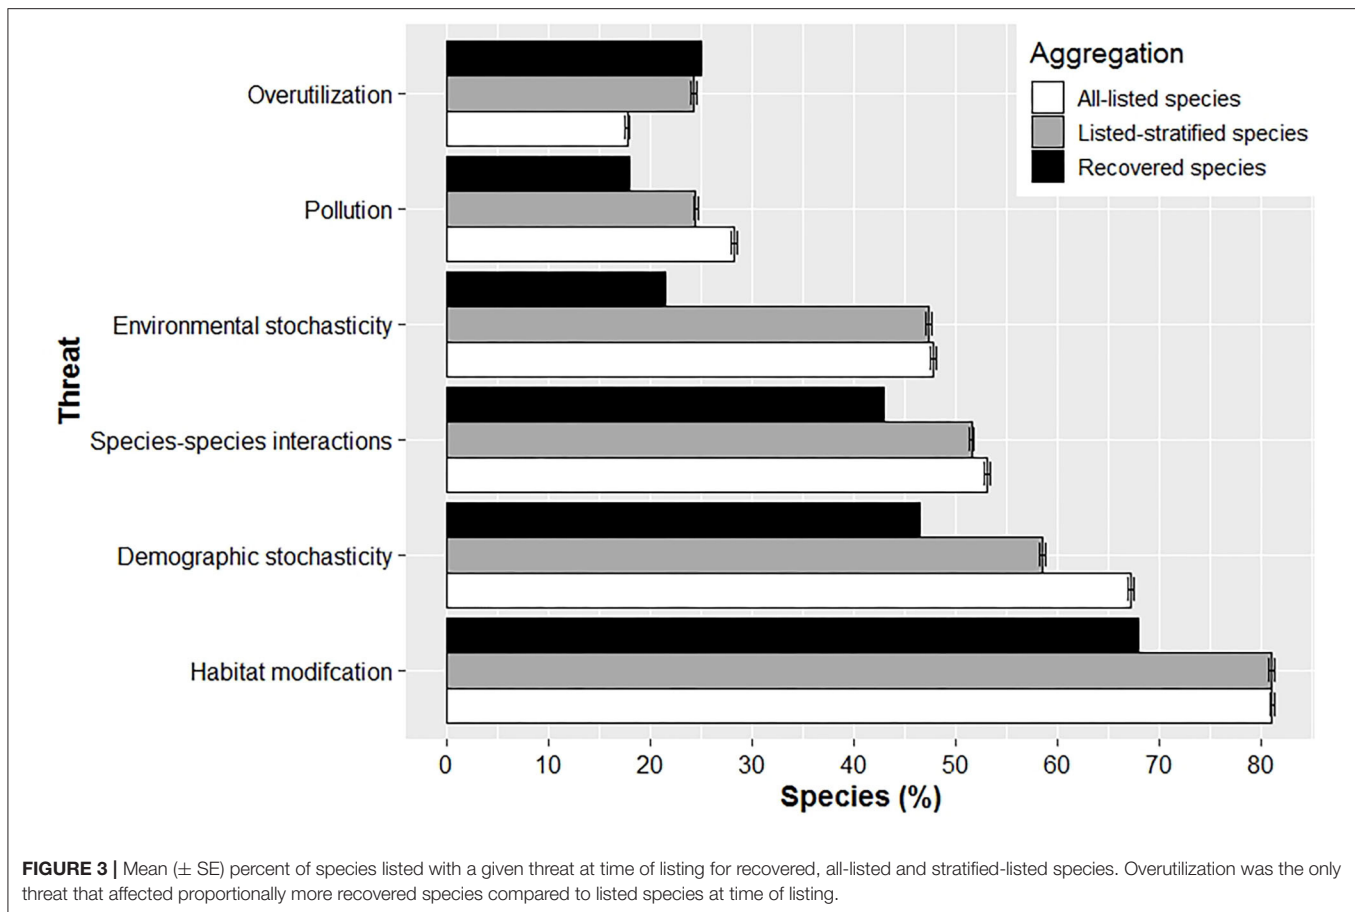 Aggregation
All-listed species
Listed-stratified species
Recovered species
Threat
Overutilization
Pollution
Environmental stochasticity
Species-species interactions
Demographic stochasticity
Habitat modifcation
0 10 20 30 40 50 60 70 80
Species (%)
FIGURE 3 | Mean (± SE) percent of species listed with a given threat at time of listing for recovered, all-listed and stratified-listed species. Overutilization was the only
threat that affected proportionally more recovered species compared to listed species at time of listing.